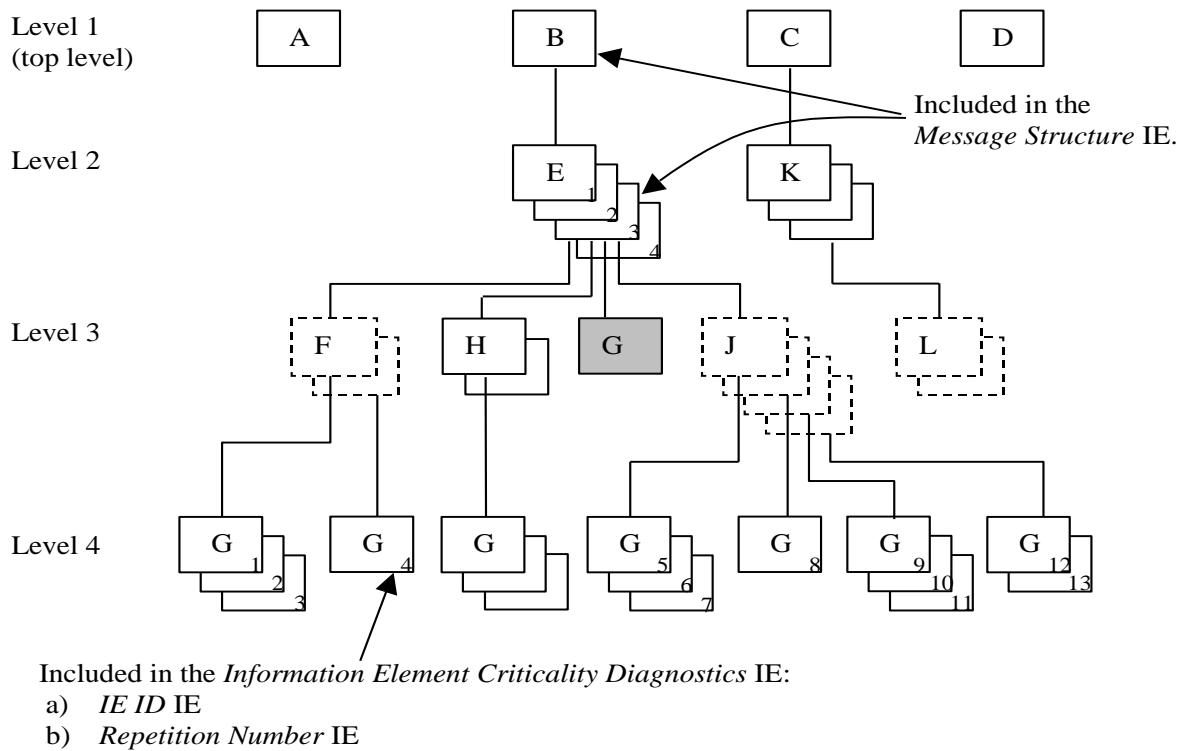 Level 1
(top level)
A
B
C
D
Included in the
Message Structure IE.
Level 2
E
1
2
3
4
K
Level 3
F
H
G
J
L
Level 4
G
1
2
3
G
4
G
G
5
6
7
G
8
G
9
10
11
G
12
13
Included in the Information Element Criticality Diagnostics IE:
a) IE ID IE
b) Repetition Number IE